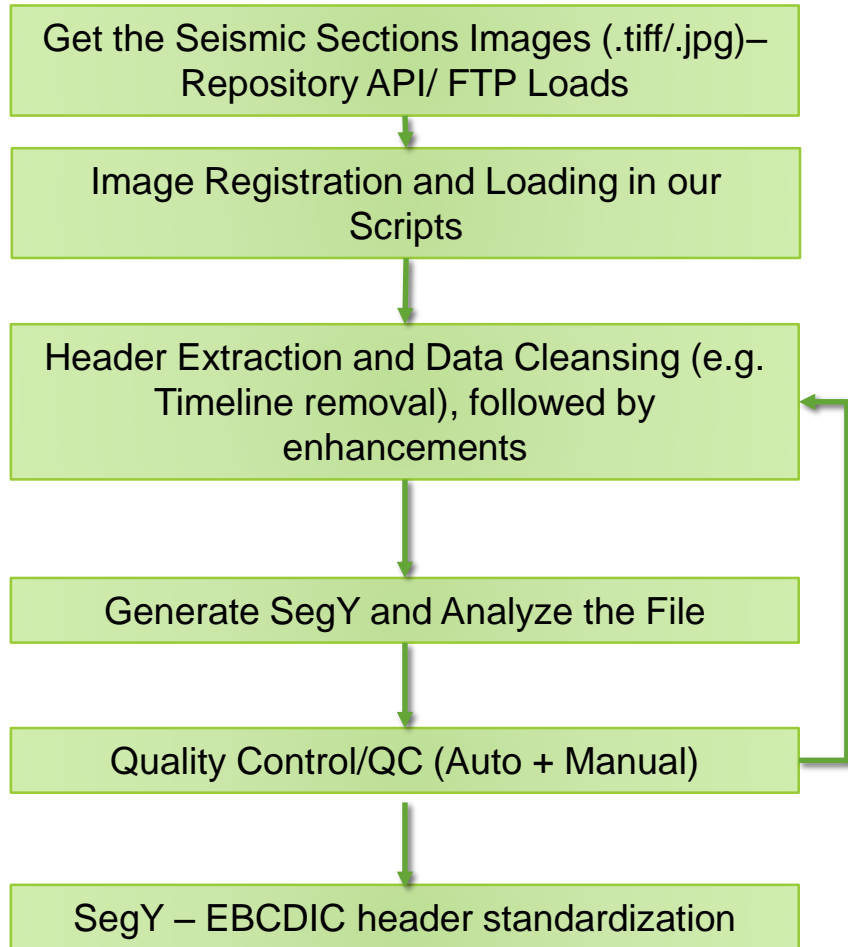 Get the Seismic Sections Images (.tiff/.jpg)–
Repository API/ FTP Loads
Image Registration and Loading in our
Scripts
Header Extraction and Data Cleansing (e.g.
Timeline removal), followed by
enhancements
Generate SegY and Analyze the File
Quality Control/QC (Auto + Manual)
SegY – EBCDIC header standardization